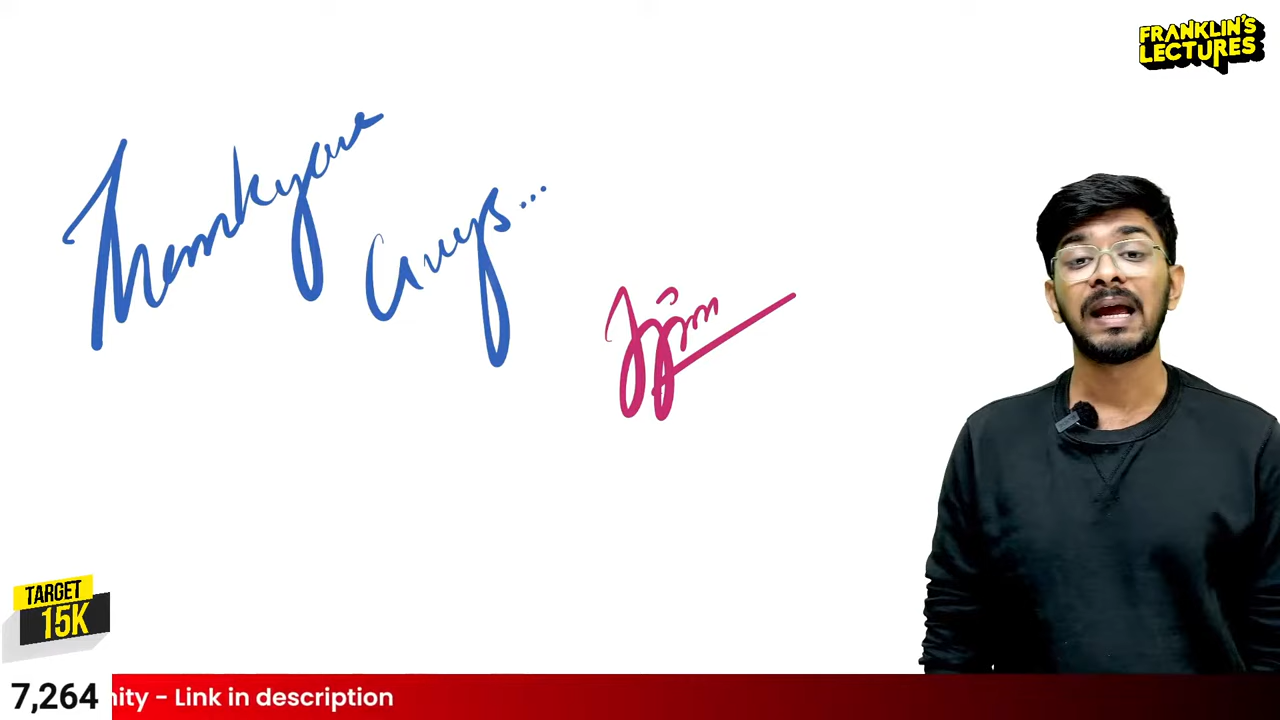 FRANKLIN'S
LECTURES
Thankyou
Guys...
TARGET
15K
7,264
nity - Link in description